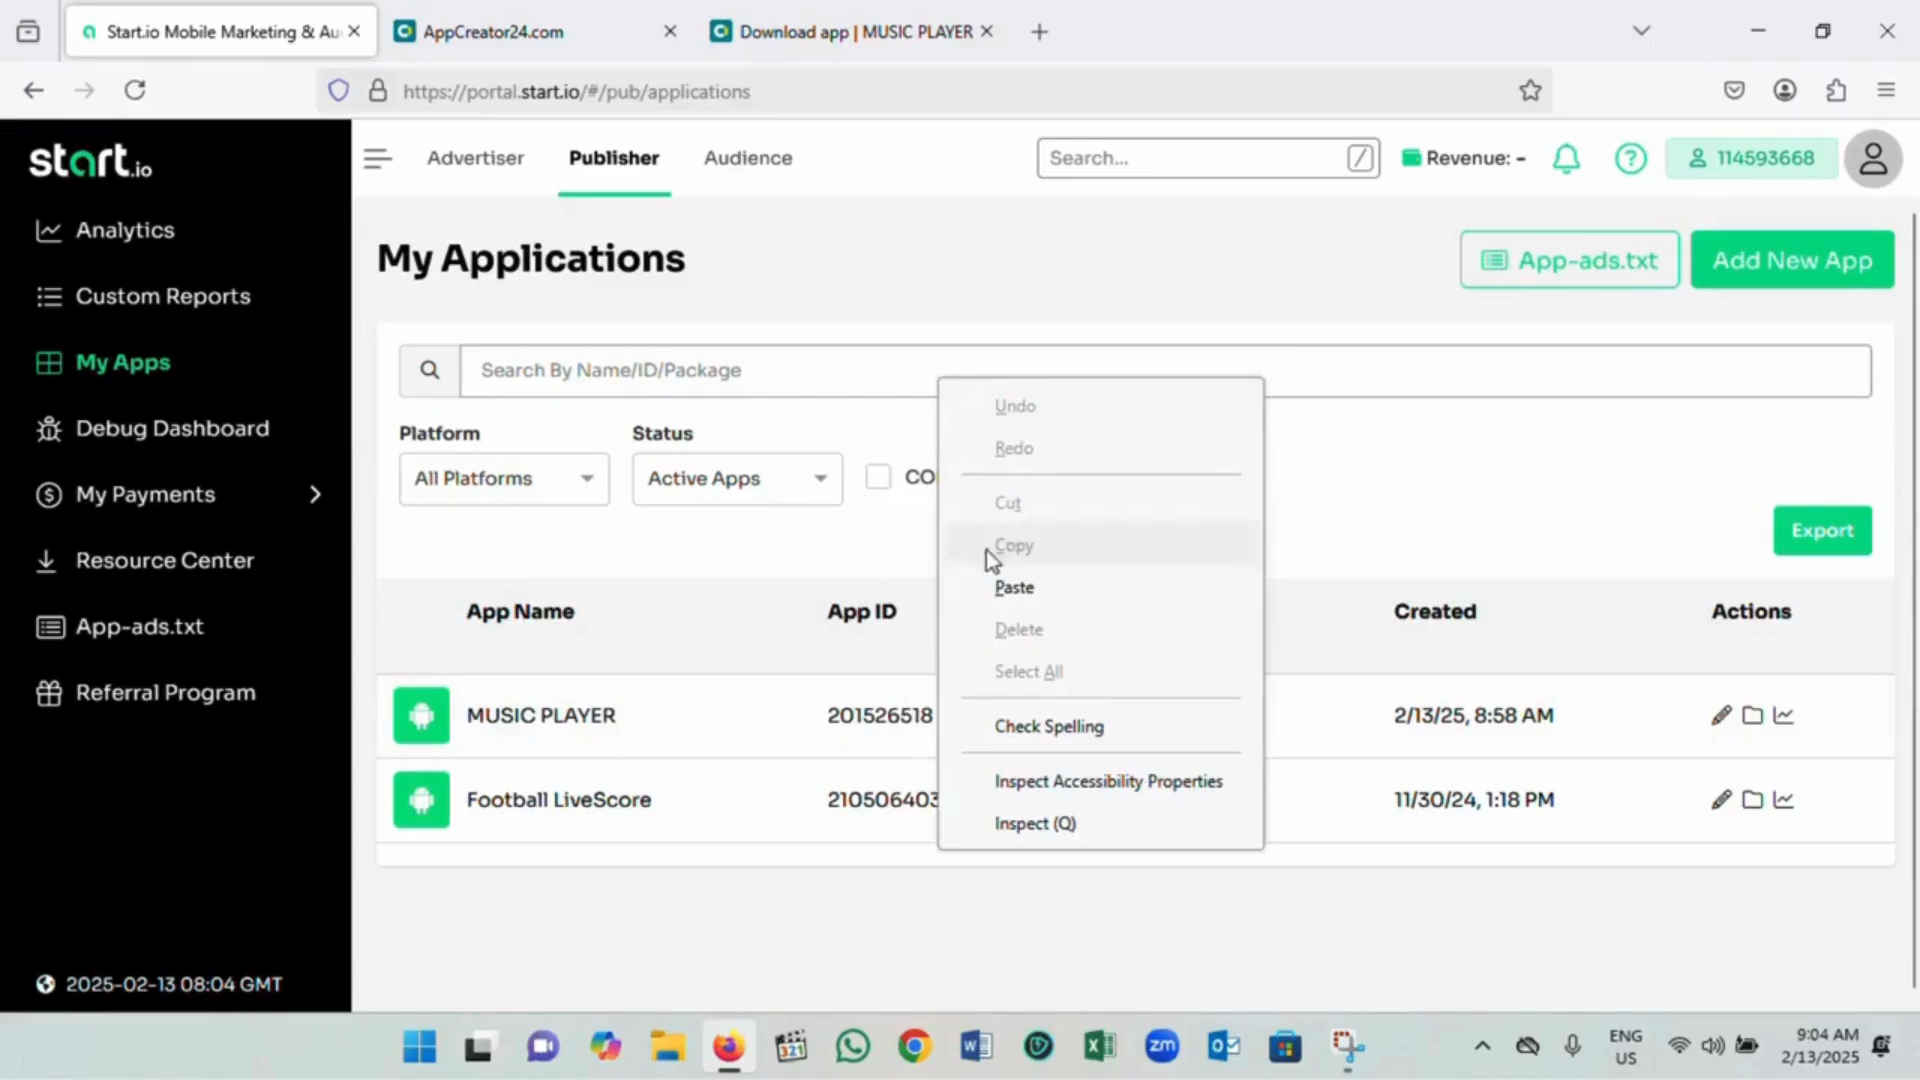 Start.io Mobile Marketing & Au
AppCreator24.com
Download app | MUSIC PLAYER
https://portal.start.io/#/pub/applications
start.io
Advertiser
Publisher
Audience
Search...
/
Revenue: -
?
114593668
Analytics
Custom Reports
My Apps
Debug Dashboard
My Payments
Resource Center
App-ads.txt
Referral Program
2025-02-13 08:04 GMT
My Applications
App-ads.txt
Add New App
Search By Name/ID/Package
Platform
Status
All Platforms
Active Apps
CO
Export
App Name
App ID
Created
Actions
MUSIC PLAYER
201526518
2/13/25, 8:58 AM
Football LiveScore
210506403
11/30/24, 1:18 PM
Undo
Redo
Cut
Copy
Paste
Delete
Select All
Check Spelling
Inspect Accessibility Properties
Inspect (Q)
321
W
X
zm
ENG
US
9:04 AM
2/13/2025